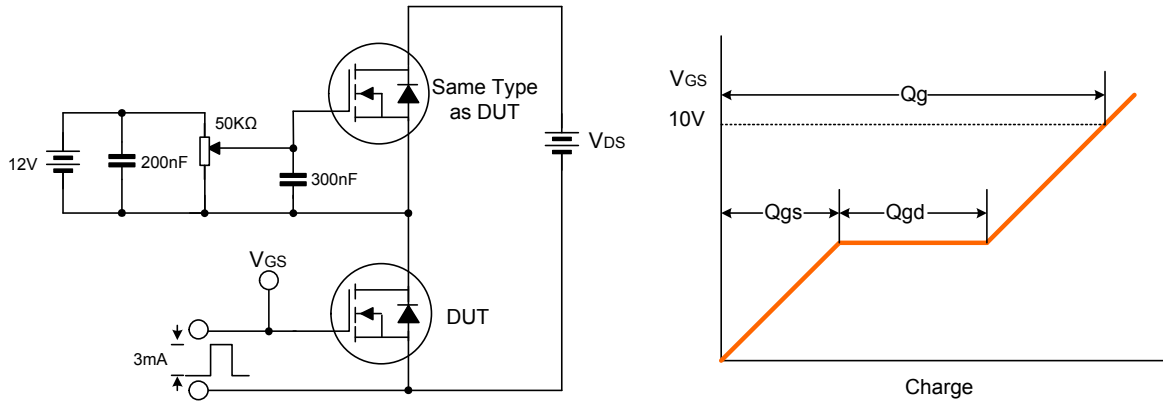 Same Type
as DUT
50KΩ
12V
200nF
300nF
VDS
VGS
DUT
3mA
VGS
10V
Qg
Qgs
Qgd
Charge